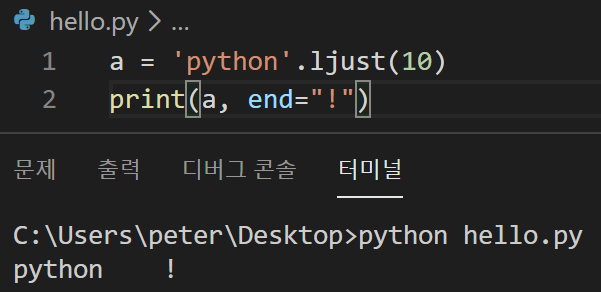 hello.py > ...
1 a = 'python'.ljust(10)
2 print(a, end="!")
문제 출력 디버그 콘솔 터미널
C:\Users\peter\Desktop>python hello.py
python    !